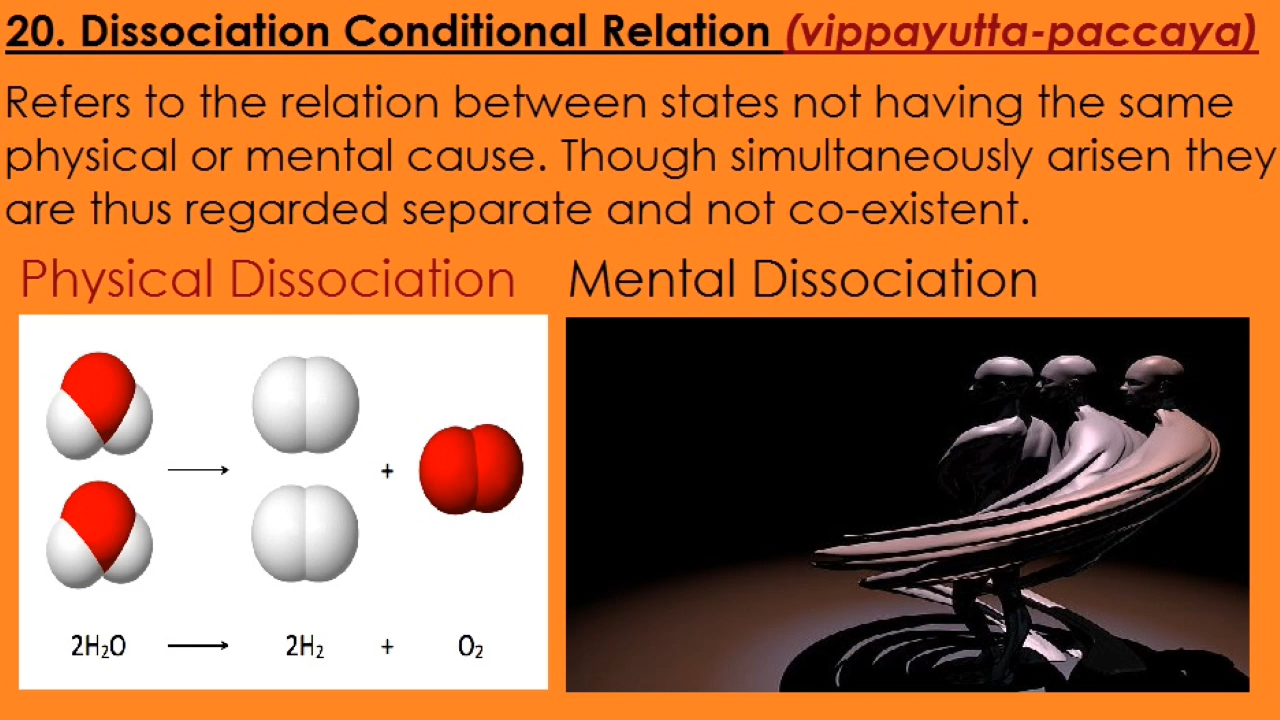 20. Dissociation Conditional Relation (vippayutta-paccaya)
Refers to the relation between states not having the same
physical or mental cause. Though simultaneously arisen they
are thus regarded separate and not co-existent.
Physical Dissociation
Mental Dissociation
+
2H₂O → 2H₂ + O₂